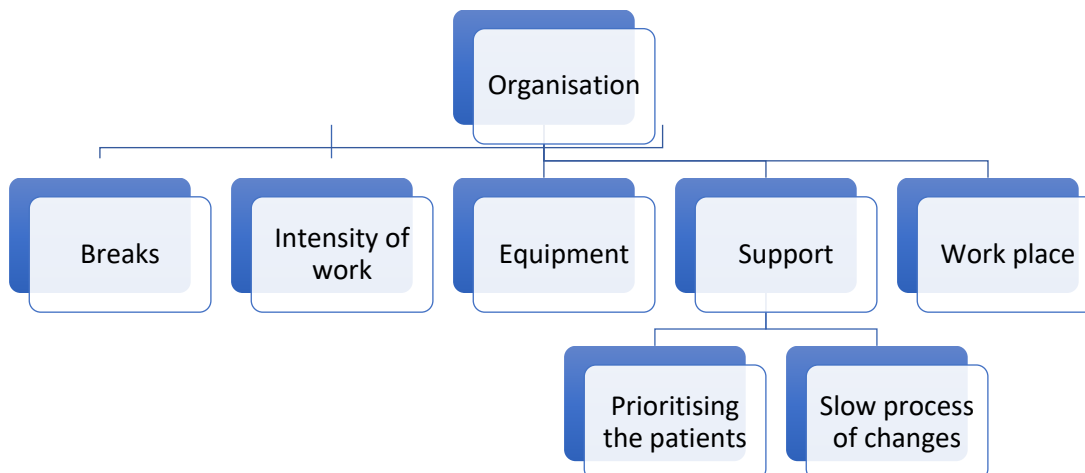 Organisation
Breaks
Intensity of
work
Equipment
Support
Work place
Prioritising
the patients
Slow process
of changes